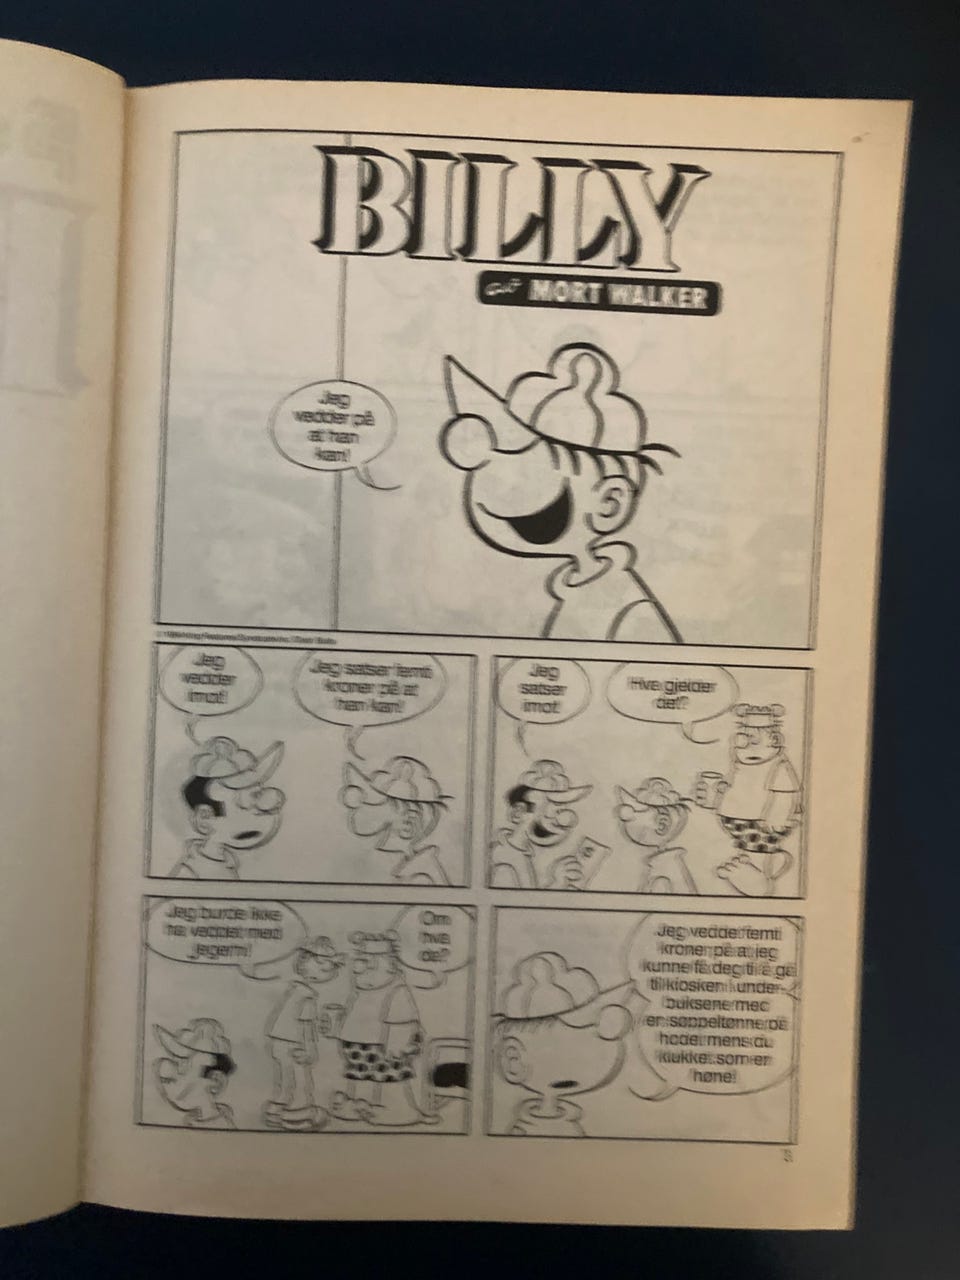 BILLY
av MORT WALKER
Jeg
vedder på
at han
kan!
Jeg
vedder
imot!
Jeg satser femti
kroner på at
han kan!
Jeg
satser
imot!
Hva gjelder
det?
Jeg burde ikke
ha veddet med
jegern!
Om
hva
da?
Jeg veddet femti
kroner på at jeg
kunne få deg til å gå
til kiosken i under-
buksene med
en søppeltønne på
hodet mens du
klukket som en
høne!